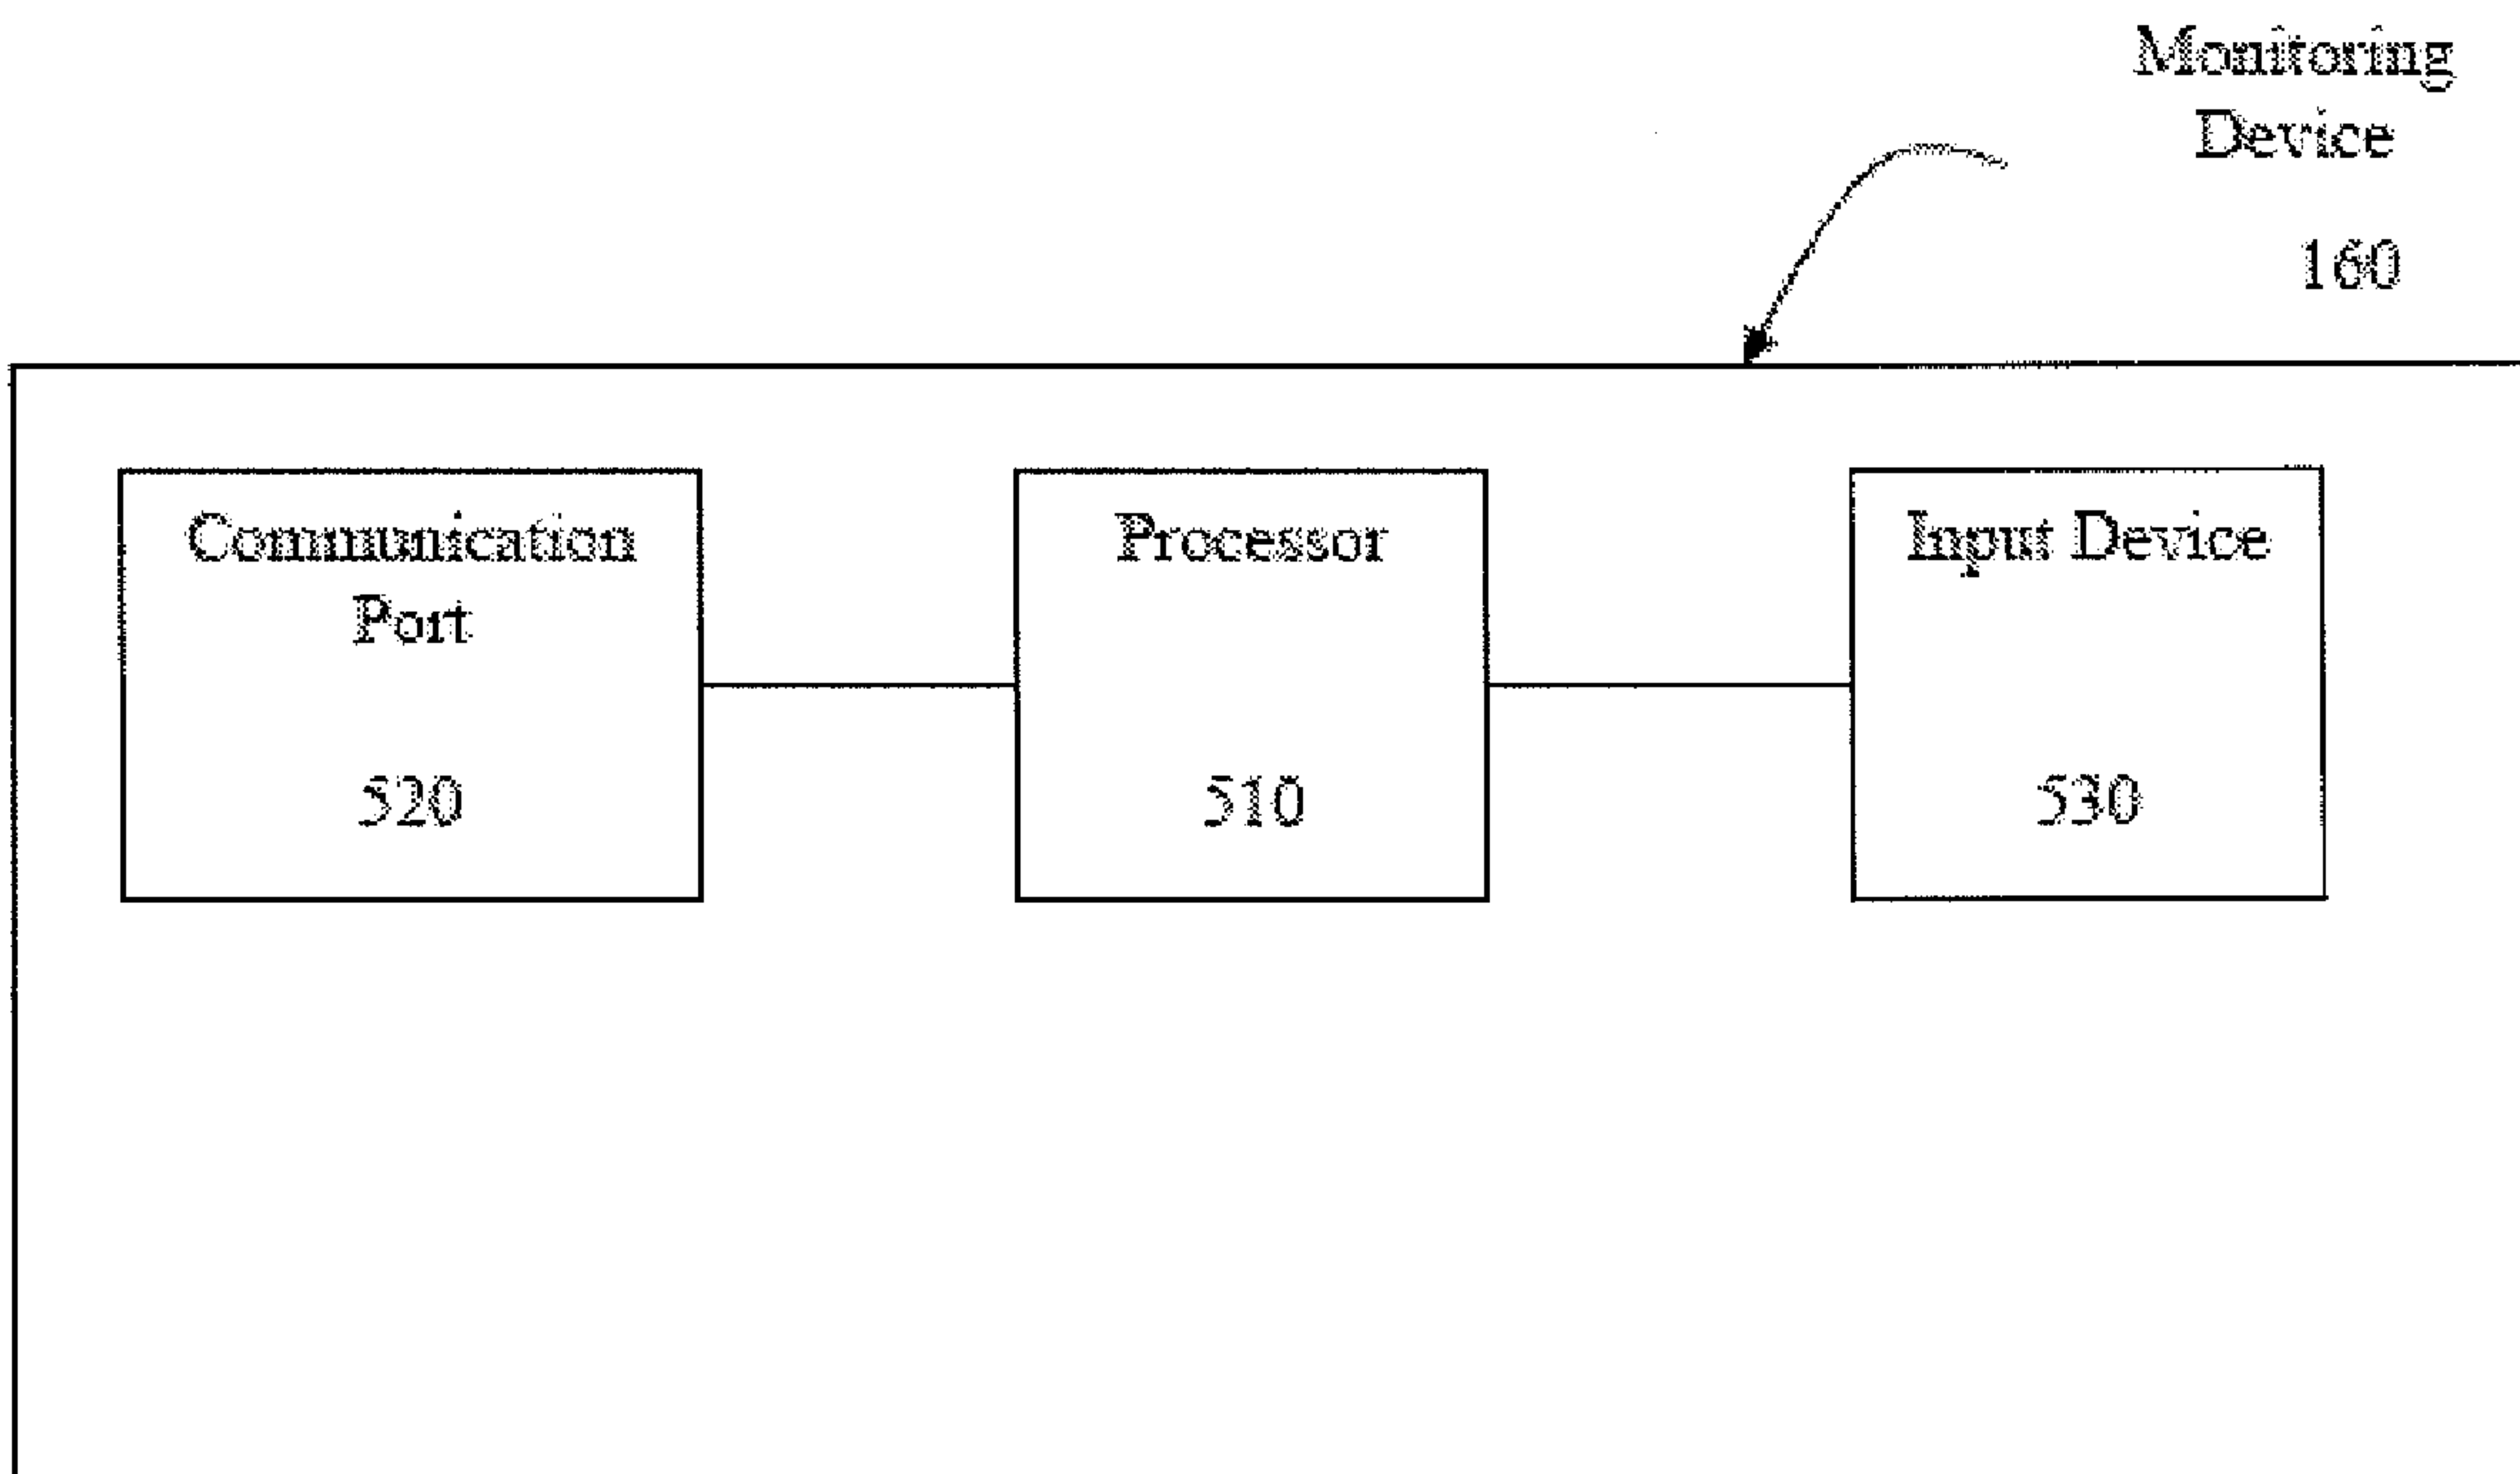 Monitoring
Device
160
Communication
Port
520
Processor
510
Input Device
530